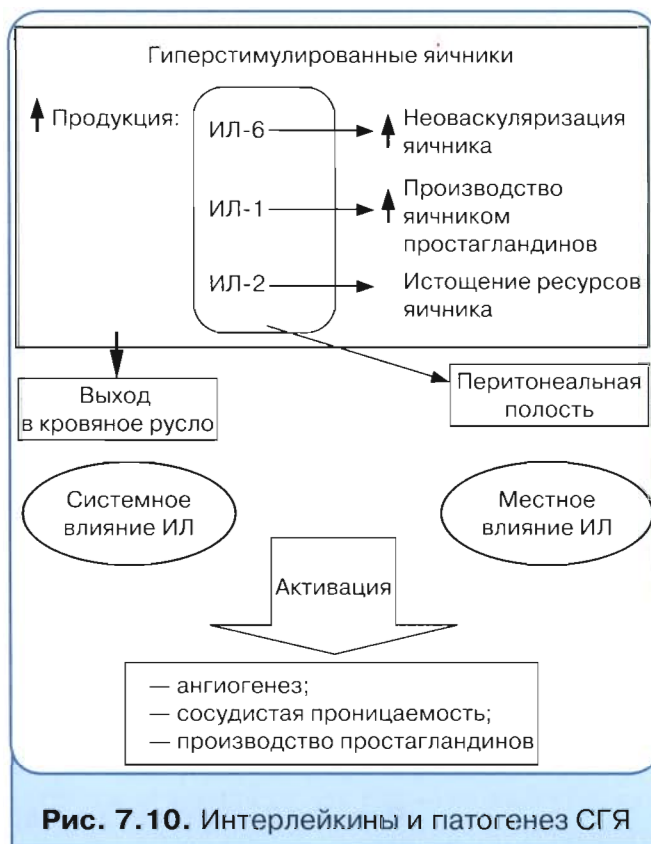 Гиперстимулированные яичники
Продукция:
ИЛ-6
Неоваскуляризация
яичника
ИЛ-1
Производство
яичником
простагландинов
ИЛ-2
Истощение ресурсов
яичника
Выход
в кровяное русло
Перитонеальная
полость
Системное
влияние ИЛ
Местное
влияние ИЛ
Активация
— ангиогенез;
— сосудистая проницаемость;
— производство простагландинов
Рис. 7.10. Интерлейкины и патогенез СГЯ